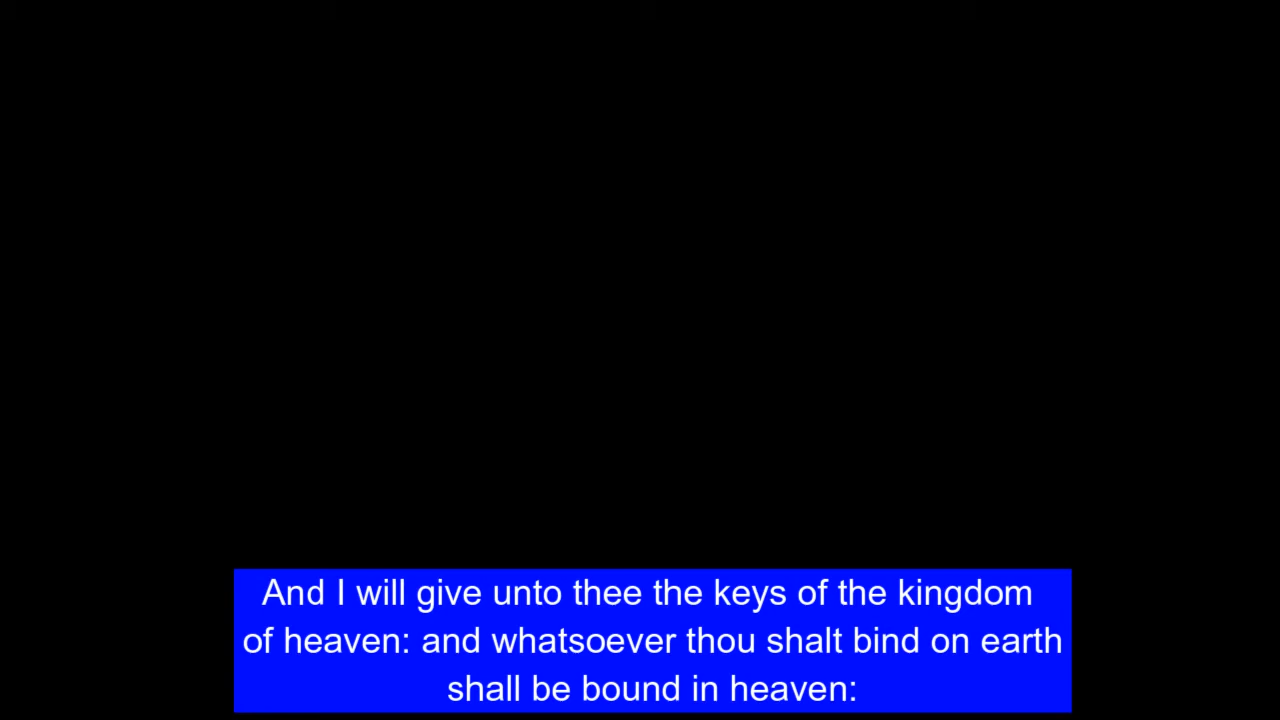 And I will give unto thee the keys of the kingdom
of heaven: and whatsoever thou shalt bind on earth
shall be bound in heaven: